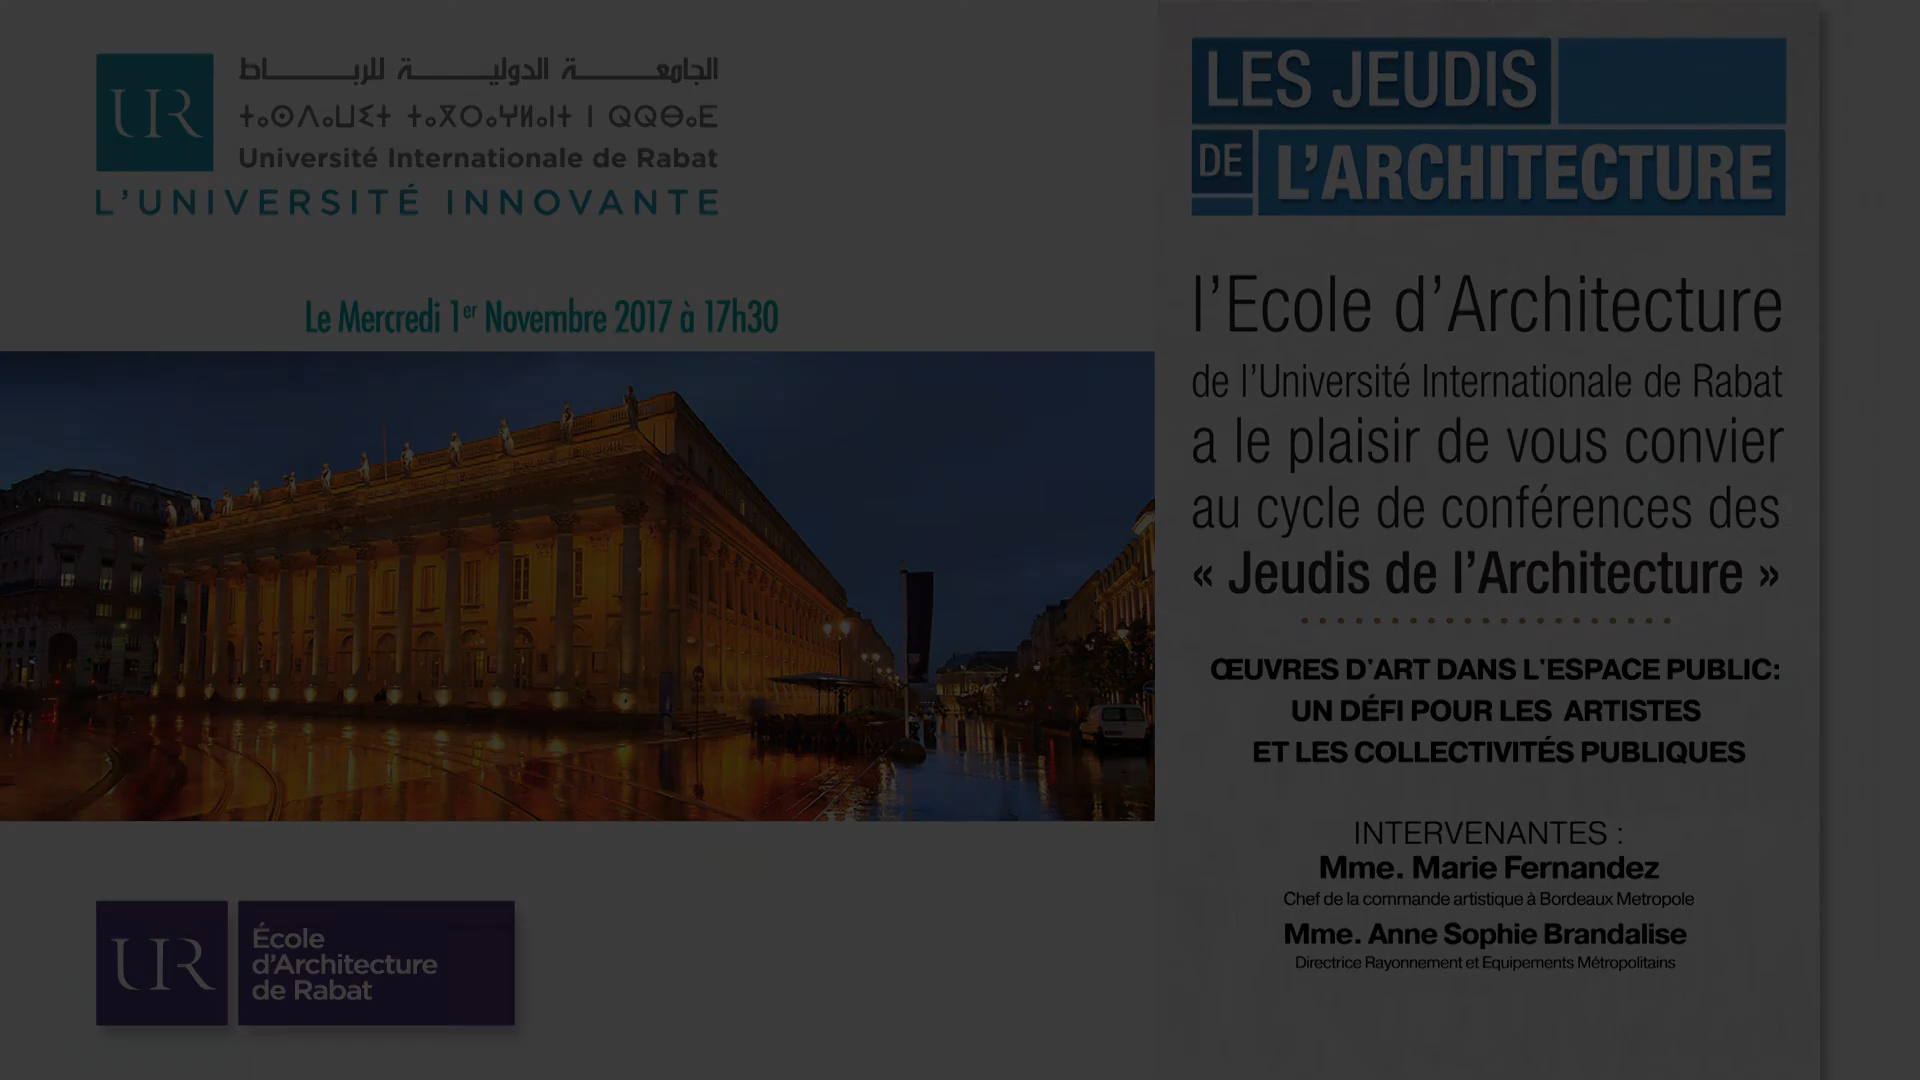 UIR
الجامعة الدولية للرباط
ⵜⴰⵙⴷⴰⵡⵉⵜ ⵜⴰⴳⵔⴰⵖⵍⴰⵏⵜ ⵏ ⵕⵕⴱⴰⵟ
Université Internationale de Rabat
L'UNIVERSITÉ INNOVANTE
Le Mercredi 1er Novembre 2017 à 17h30
UIR
École
d'Architecture
de Rabat
LES JEUDIS
DE L'ARCHITECTURE
l'Ecole d'Architecture
de l'Université Internationale de Rabat
a le plaisir de vous convier
au cycle de conférences des
« Jeudis de l'Architecture »
ŒUVRES D'ART DANS L'ESPACE PUBLIC:
UN DÉFI POUR LES ARTISTES
ET LES COLLECTIVITÉS PUBLIQUES
INTERVENANTES :
Mme. Marie Fernandez
Chef de la commande artistique à Bordeaux Metropole
Mme. Anne Sophie Brandalise
Directrice Rayonnement et Equipements Métropolitains